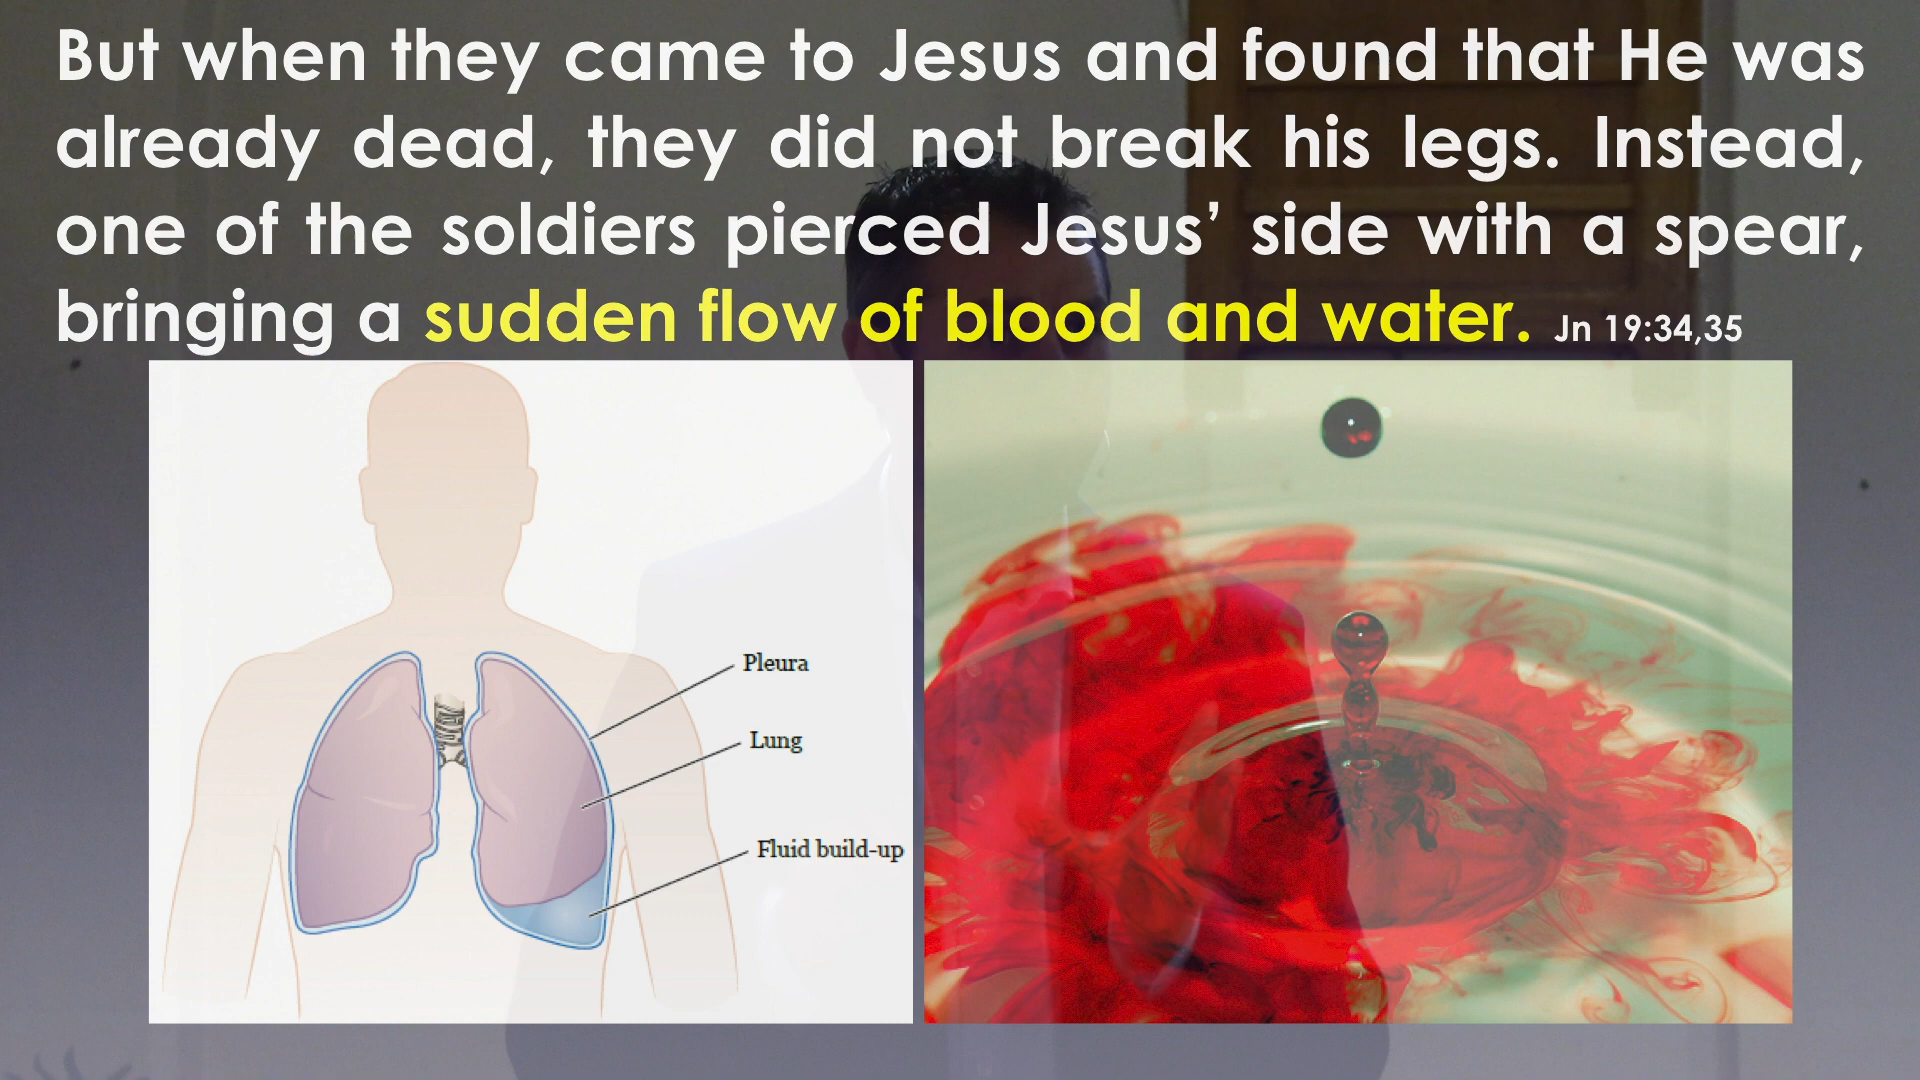 But when they came to Jesus and found that He was
already dead, they did not break his legs. Instead,
one of the soldiers pierced Jesus’ side with a spear,
bringing a sudden flow of blood and water. Jn 19:34,35
Pleura
Lung
Fluid build-up